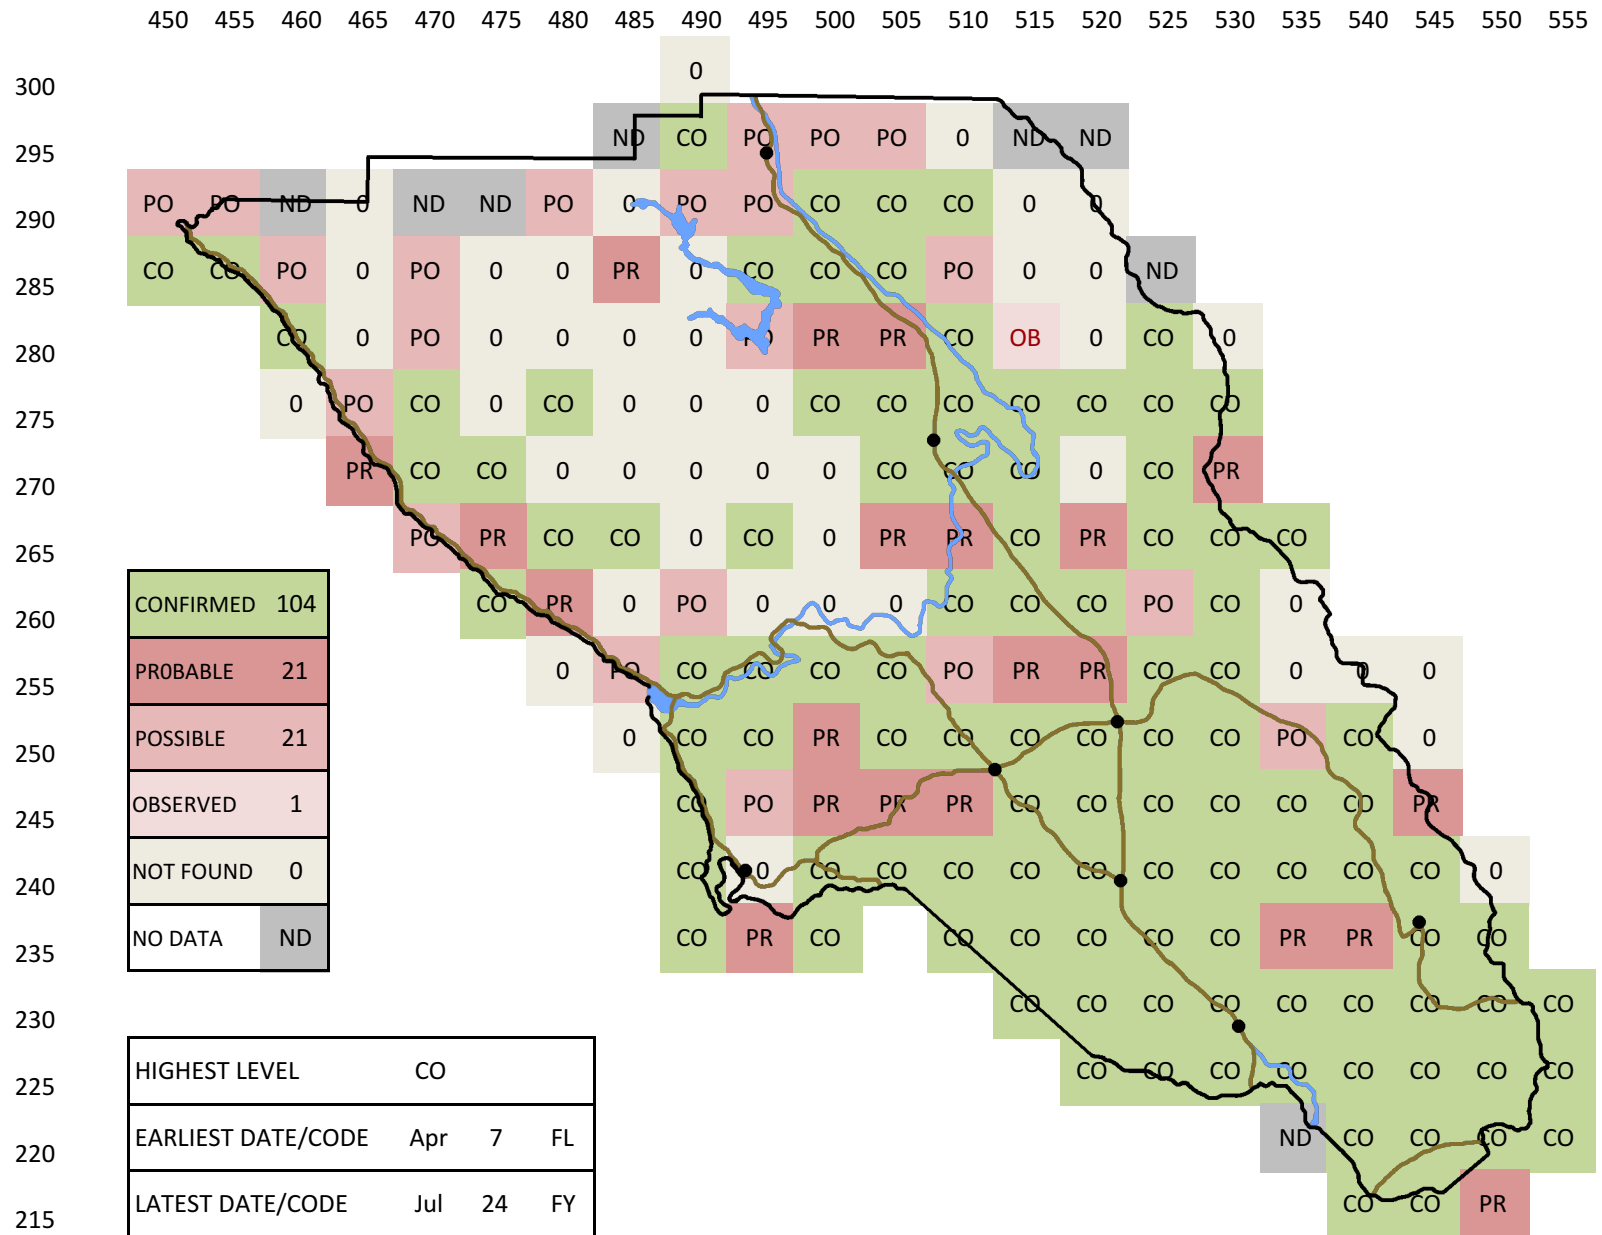 450 455 460 465 470 475 480 485 490 495 500 505 510 515 520 525 530 535 540 545 550 555
0
300
ND CO PO PO PO 0 ND ND
295
PO PO ND 0 ND ND PO 0 PO PO CO CO CO 0 0
290
CO CO PO 0 PO 0 0 PR 0 CO CO CO PO 0 0 ND
285
CO 0 PO 0 0 0 0 PO PR PR CO OB 0 CO 0
280
0 PO CO 0 CO 0 0 0 CO CO CO CO CO CO CO
275
PR CO CO 0 0 0 0 0 CO CO CO 0 CO PR
270
PO PR CO CO 0 CO 0 PR PR CO PR CO CO CO
265
CONFIRMED 104
CO PR 0 PO 0 0 0 CO CO CO PO CO 0
260
PR0BABLE 21
0 PO CO CO CO CO PO PR PR CO CO 0 0 0
255
POSSIBLE 21
0 CO CO PR CO CO CO CO CO CO PO CO 0
250
OBSERVED 1
CO PO PR PR PR CO CO CO CO CO CO PR
245
NOT FOUND 0
CO 0 CO CO CO CO CO CO CO CO CO CO 0
240
NO DATA ND
CO PR CO CO CO CO CO CO PR PR CO CO
235
CO CO CO CO CO CO CO CO CO
230
HIGHEST LEVEL CO
CO CO CO CO CO CO CO CO
225
EARLIEST DATE/CODE Apr 7 FL
ND CO CO CO CO
220
LATEST DATE/CODE Jul 24 FY
CO CO PR
215